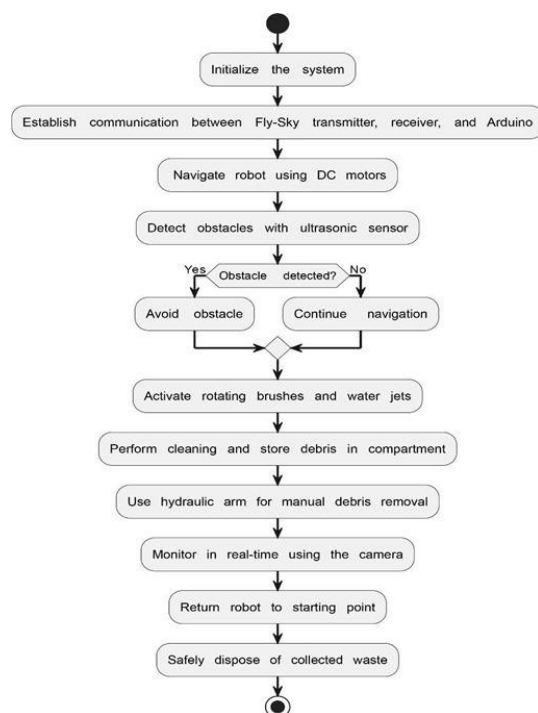 Initialize the system
Establish communication between Fly-Sky transmitter, receiver, and Arduino
Navigate robot using DC motors
Detect obstacles with ultrasonic sensor
Yes
Obstacle detected?
No
Avoid obstacle
Continue navigation
Activate rotating brushes and water jets
Perform cleaning and store debris in compartment
Use hydraulic arm for manual debris removal
Monitor in real-time using the camera
Return robot to starting point
Safely dispose of collected waste